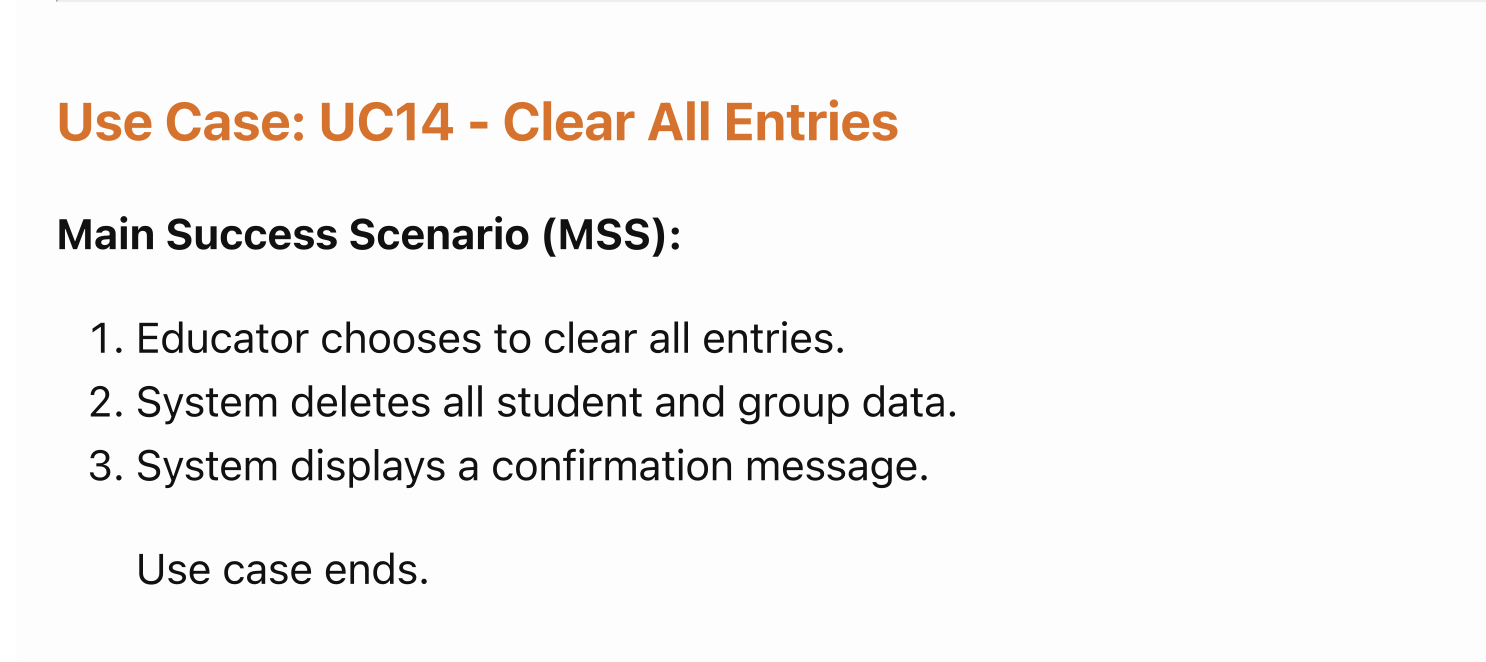 Use Case: UC14 - Clear All Entries
Main Success Scenario (MSS):
1. Educator chooses to clear all entries.
2. System deletes all student and group data.
3. System displays a confirmation message.
Use case ends.